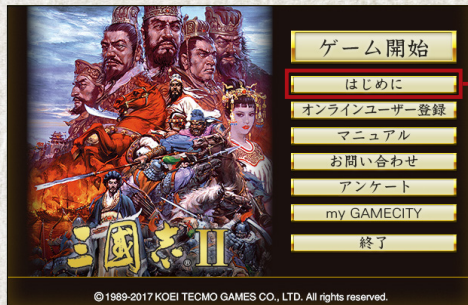 ゲーム開始
はじめに
オンラインユーザー登録
マニュアル
お問い合わせ
アンケート
my GAMECITY
終了
三國志II
©1989-2017 KOEI TECMO GAMES CO., LTD. All rights reserved.